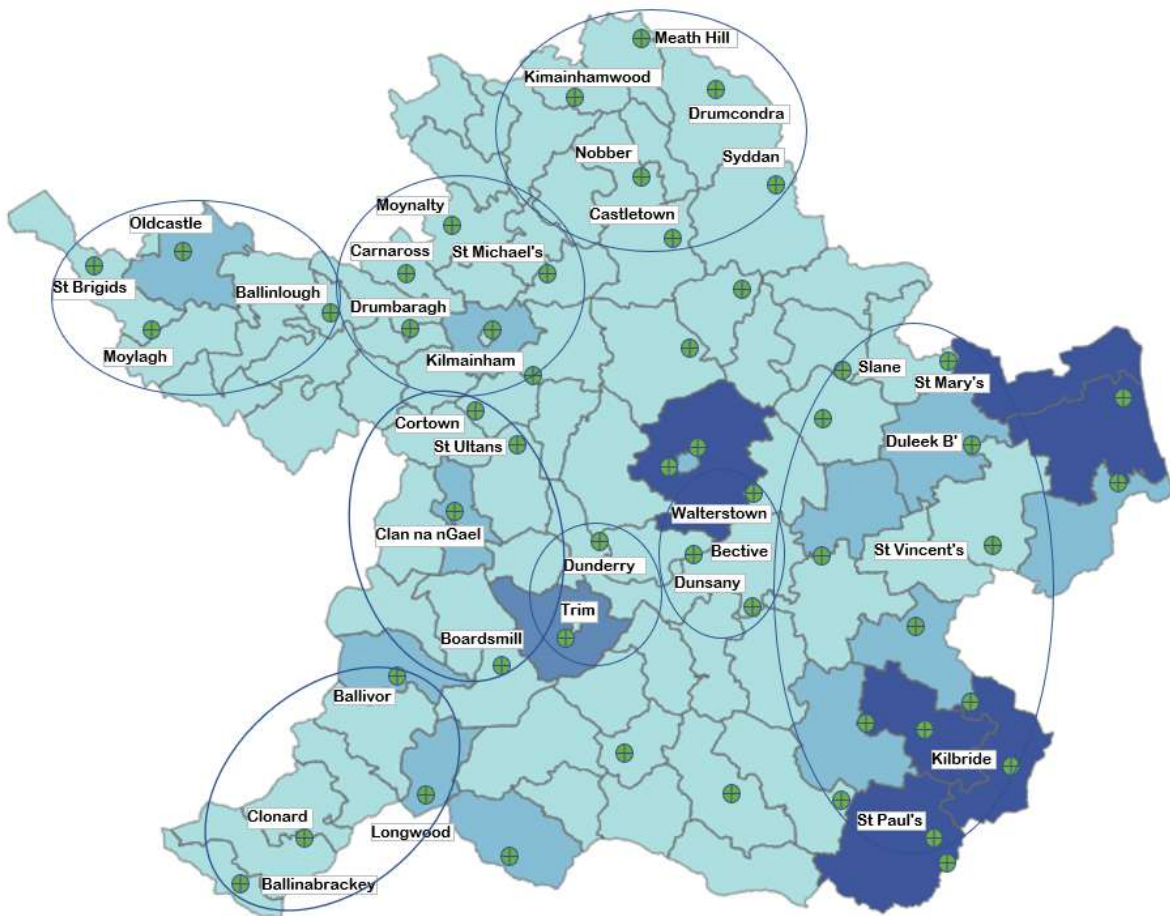 Meath Hill
Kimainhamwood
Drumcondra
Nobber
Syddan
Moynalty
Castletown
Oldcastle
Carnaross
St Michael's
St Brigids
Ballinlough
Drumbaragh
Moylagh
Kilmainham
Slane
St Mary's
Cortown
St Ultans
Duleek B'
Walterstown
Clan na nGael
Bective
St Vincent's
Dunderry
Dunsany
Trim
Boardsmill
Ballivor
Kilbride
Clonard
Longwood
St Paul's
Ballinabrackey